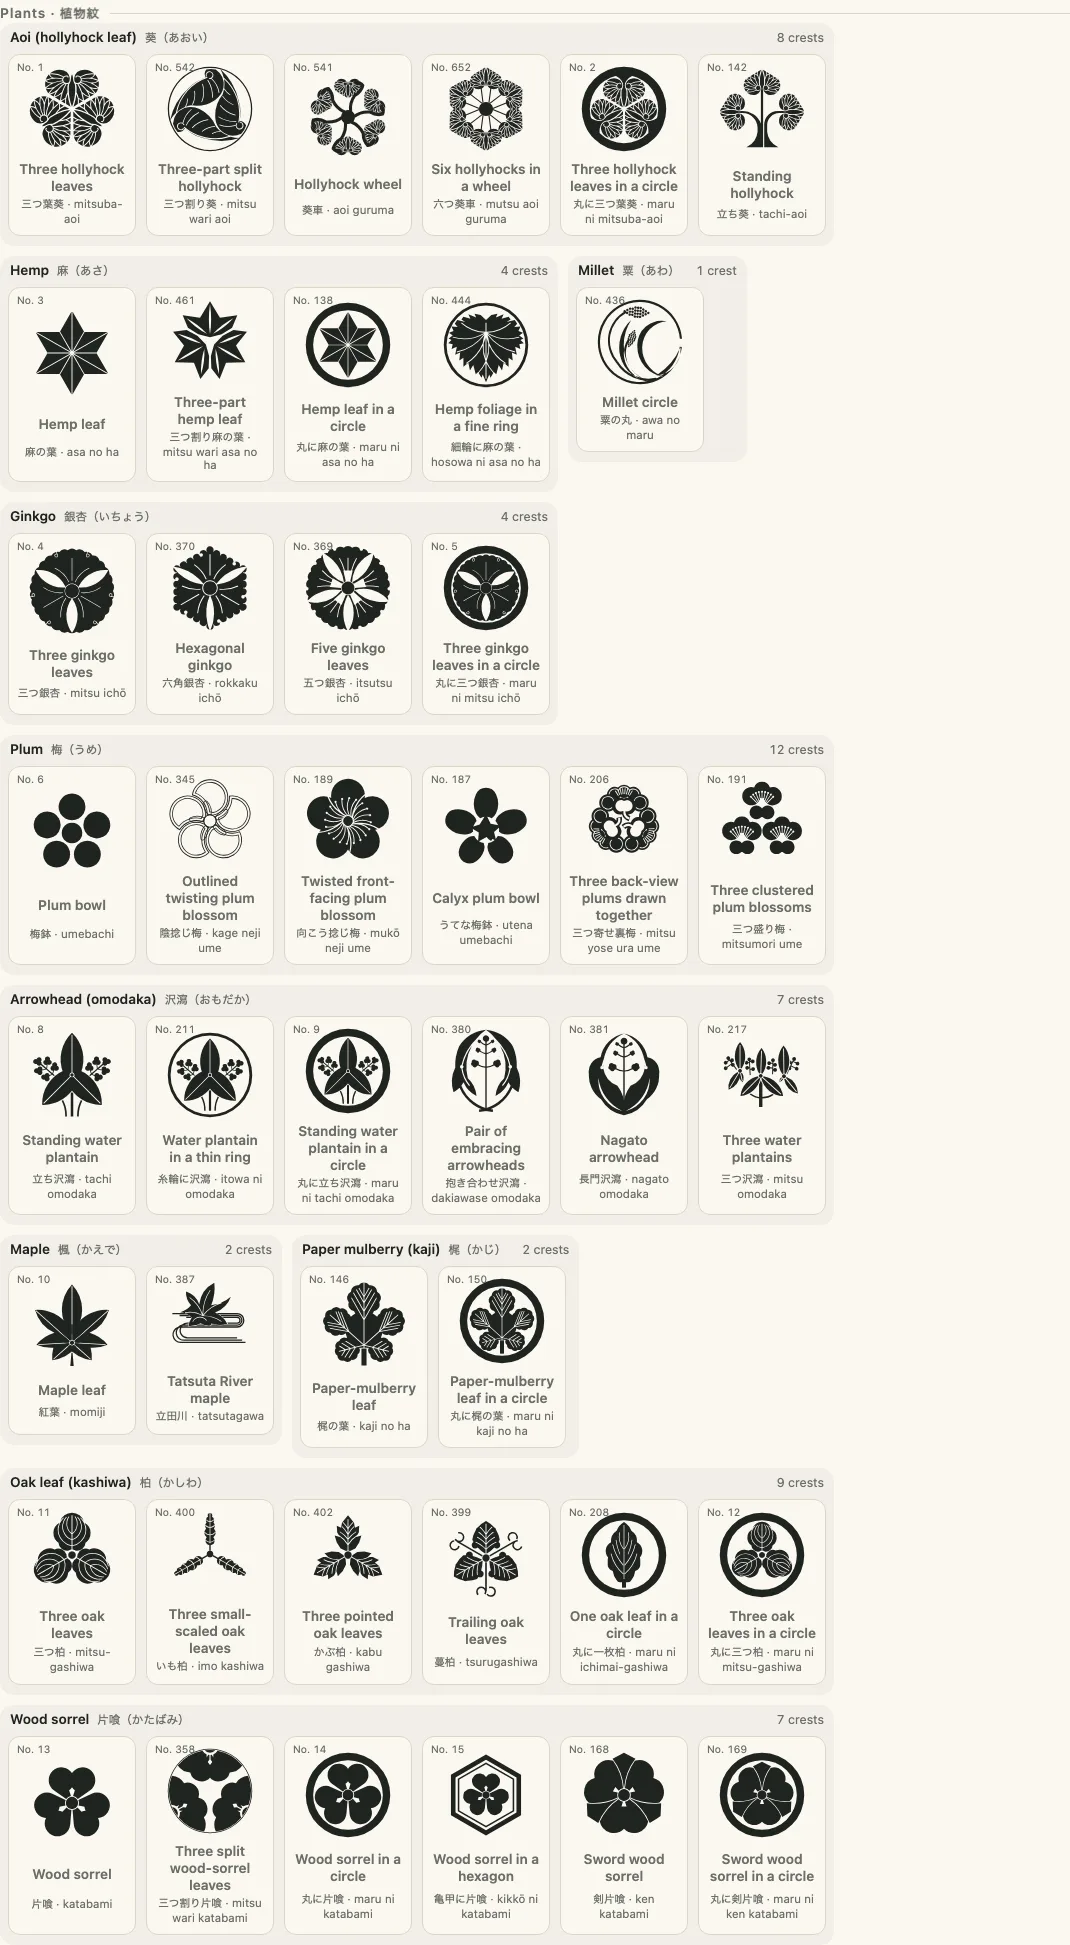 Plants · 植物紋
Aoi (hollyhock leaf) 葵（あおい） 8 crests
No. 1
Three hollyhock
leaves
三つ葉葵 · mitsuba-
aoi
No. 542
Three-part split
hollyhock
三つ割り葵 · mitsu
wari aoi
No. 541
Hollyhock wheel
葵車 · aoi guruma
No. 652
Six hollyhocks in
a wheel
六つ葵車 · mutsu aoi
guruma
No. 2
Three hollyhock
leaves in a circle
丸に三つ葉葵 · maru
ni mitsuba-aoi
No. 142
Standing
hollyhock
立ち葵 · tachi-aoi
Hemp 麻（あさ） 4 crests
No. 3
Hemp leaf
麻の葉 · asa no ha
No. 461
Three-part
hemp leaf
三つ割り麻の葉 ·
mitsu wari asa no
ha
No. 138
Hemp leaf in a
circle
丸に麻の葉 · maru ni
asa no ha
No. 444
Hemp foliage in
a fine ring
細輪に麻の葉 ·
hosowa ni asa no ha
Millet 粟（あわ） 1 crest
No. 436
Millet circle
粟の丸 · awa no
maru
Ginkgo 銀杏（いちょう） 4 crests
No. 4
Three ginkgo
leaves
三つ銀杏 · mitsu ichō
No. 370
Hexagonal
ginkgo
六角銀杏 · rokkaku
ichō
No. 369
Five ginkgo
leaves
五つ銀杏 · itsutsu
ichō
No. 5
Three ginkgo
leaves in a circle
丸に三つ銀杏 · maru
ni mitsu ichō
Plum 梅（うめ） 12 crests
No. 6
Plum bowl
梅鉢 · umebachi
No. 345
Outlined
twisting plum
blossom
陰捻じ梅 · kage neji
ume
No. 189
Twisted front-
facing plum
blossom
向こう捻じ梅 · mukō
neji ume
No. 187
Calyx plum bowl
うてな梅鉢 · utena
umebachi
No. 206
Three back-view
plums drawn
together
三つ寄せ裏梅 · mitsu
yose ura ume
No. 191
Three clustered
plum blossoms
三つ盛り梅 ·
mitsumori ume
Arrowhead (omodaka) 沢瀉（おもだか） 7 crests
No. 8
Standing water
plantain
立ち沢瀉 · tachi
omodaka
No. 211
Water plantain
in a thin ring
糸輪に沢瀉 · itowa ni
omodaka
No. 9
Standing water
plantain in a
circle
丸に立ち沢瀉 · maru
ni tachi omodaka
No. 380
Pair of
embracing
arrowheads
抱き合わせ沢瀉 ·
dakiawase omodaka
No. 381
Nagato
arrowhead
長門沢瀉 · nagato
omodaka
No. 217
Three water
plantains
三つ沢瀉 · mitsu
omodaka
Maple 楓（かえで） 2 crests
No. 10
Maple leaf
紅葉 · momiji
No. 387
Tatsuta River
maple
立田川 · tatsutagawa
Paper mulberry (kaji) 梶（かじ） 2 crests
No. 146
Paper-mulberry
leaf
梶の葉 · kaji no ha
No. 150
Paper-mulberry
leaf in a circle
丸に梶の葉 · maru ni
kaji no ha
Oak leaf (kashiwa) 柏（かしわ） 9 crests
No. 11
Three oak
leaves
三つ柏 · mitsu-
gashiwa
No. 400
Three small-
scaled oak
leaves
いも柏 · imo kashiwa
No. 402
Three pointed
oak leaves
かぶ柏 · kabu
gashiwa
No. 399
Trailing oak
leaves
蔓柏 · tsurugashiwa
No. 208
One oak leaf in a
circle
丸に一枚柏 · maru ni
ichimai-gashiwa
No. 12
Three oak
leaves in a circle
丸に三つ柏 · maru ni
mitsu-gashiwa
Wood sorrel 片喰（かたばみ） 7 crests
No. 13
Wood sorrel
片喰 · katabami
No. 358
Three split
wood-sorrel
leaves
三つ割り片喰 · mitsu
wari katabami
No. 14
Wood sorrel in a
circle
丸に片喰 · maru ni
katabami
No. 15
Wood sorrel in a
hexagon
亀甲に片喰 · kikkō ni
katabami
No. 168
Sword wood
sorrel
剣片喰 · ken
katabami
No. 169
Sword wood
sorrel in a circle
丸に剣片喰 · maru ni
ken katabami